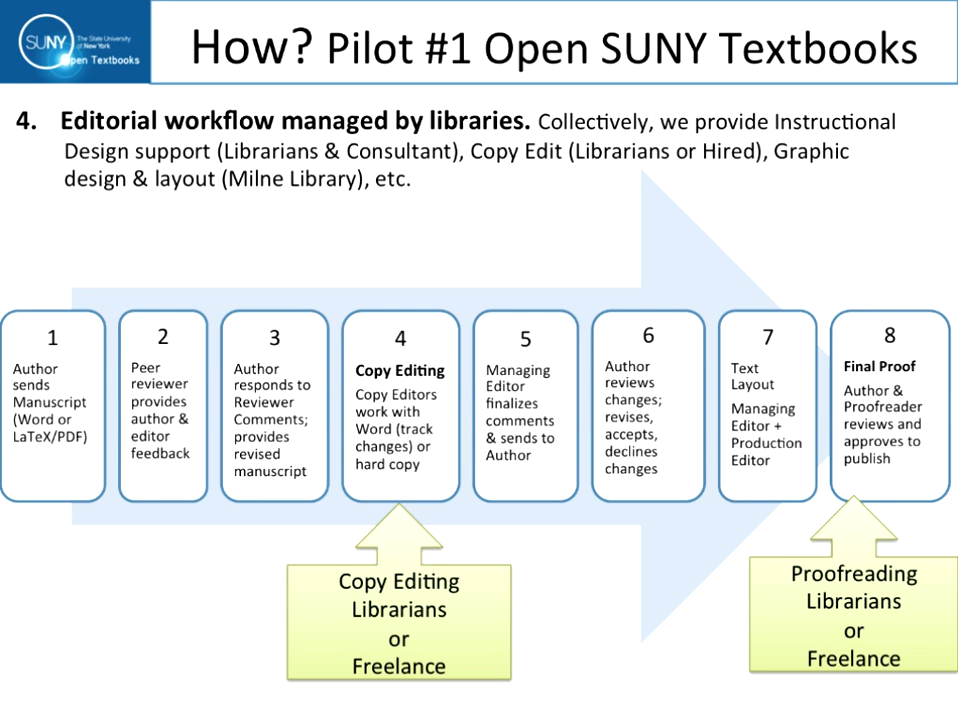 SUNY
The State University
of New York
Open Textbooks
How? Pilot #1 Open SUNY Textbooks
4. Editorial workflow managed by libraries. Collectively, we provide Instructional
Design support (Librarians & Consultant), Copy Edit (Librarians or Hired), Graphic
design & layout (Milne Library), etc.
1
Author
sends
Manuscript
(Word or
LaTeX/PDF)
2
Peer
reviewer
provides
author &
editor
feedback
3
Author
responds to
Reviewer
Comments;
provides
revised
manuscript
4
Copy Editing
Copy Editors
work with
Word (track
changes) or
hard copy
5
Managing
Editor
finalizes
comments
& sends to
Author
6
Author
reviews
changes;
revises,
accepts,
declines
changes
7
Text
Layout
Managing
Editor +
Production
Editor
8
Final Proof
Author &
Proofreader
reviews and
approves to
publish
Copy Editing
Librarians
or
Freelance
Proofreading
Librarians
or
Freelance